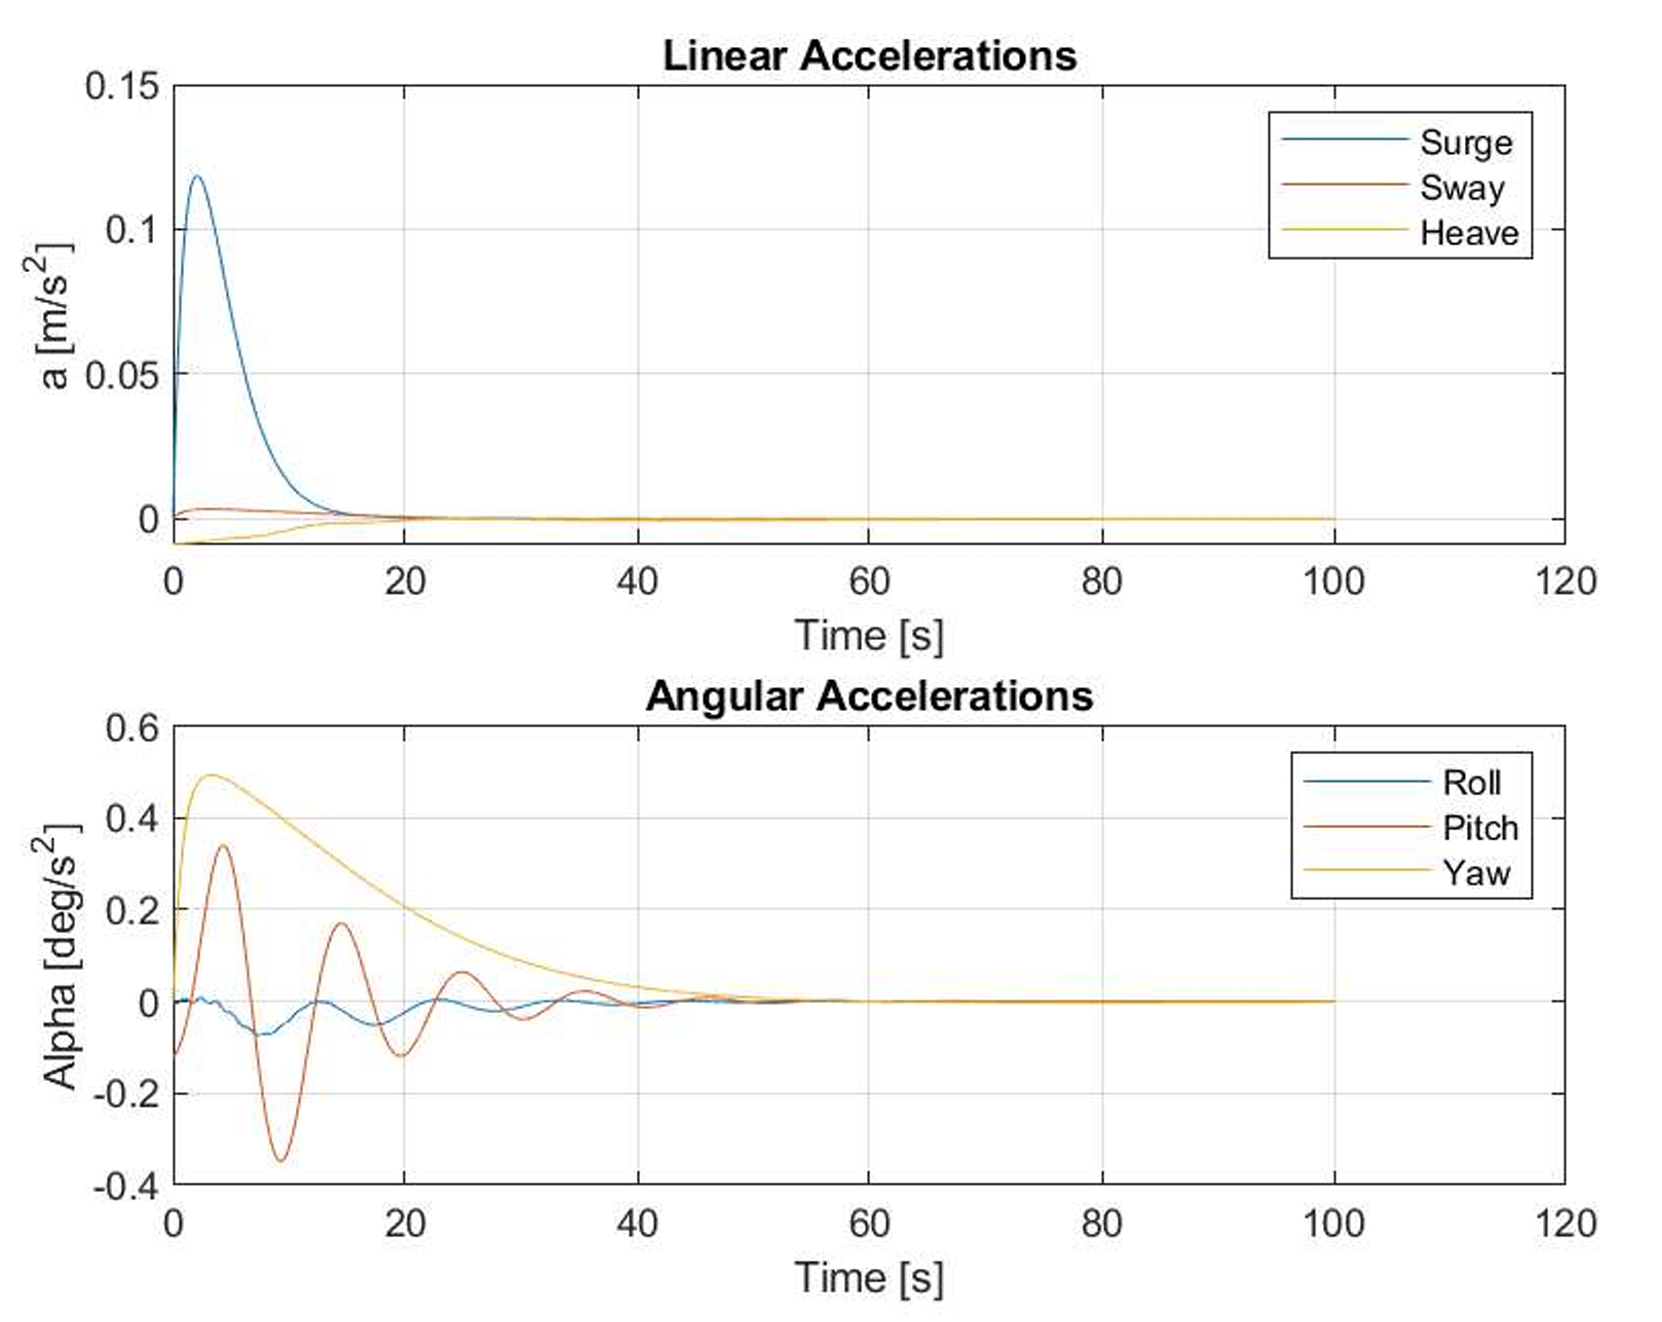 Linear Accelerations
0.15
0.1
0.05
0
a [m/s²]
Surge
Sway
Heave
0 20 40 60 80 100 120
Time [s]
Angular Accelerations
0.6
0.4
0.2
0
-0.2
-0.4
Alpha [deg/s²]
Roll
Pitch
Yaw
0 20 40 60 80 100 120
Time [s]